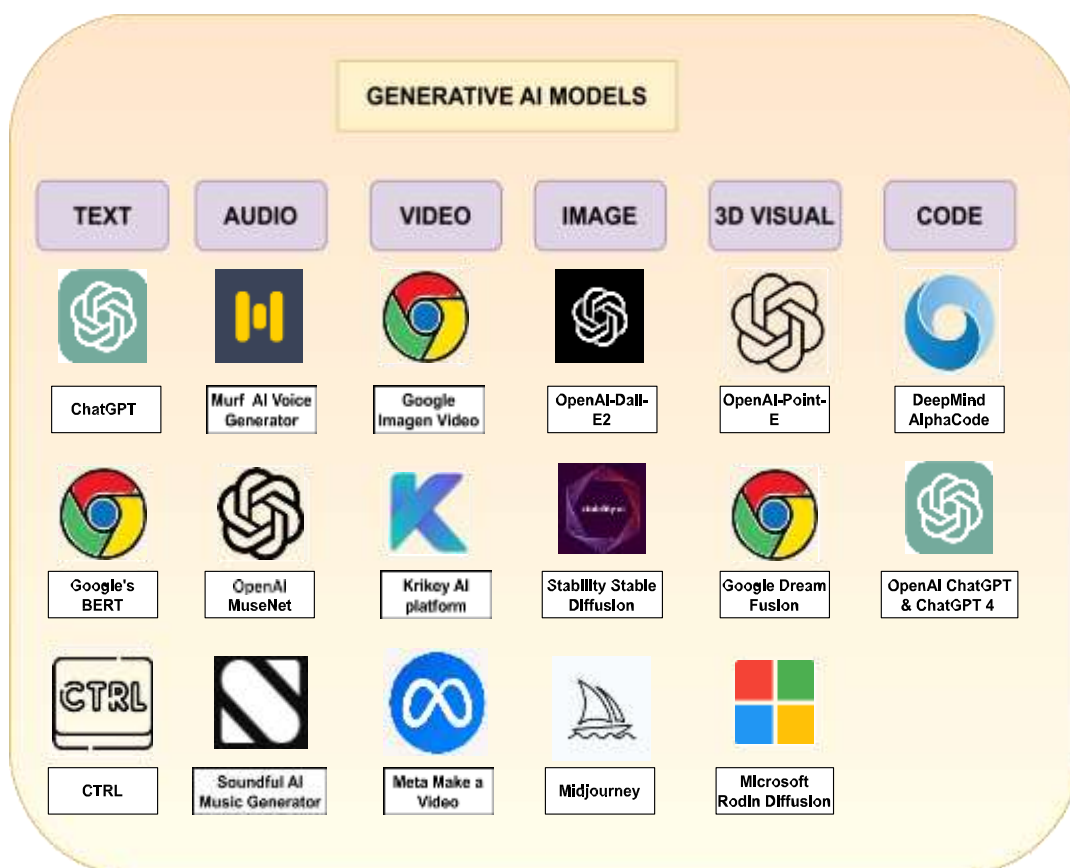 GENERATIVE AI MODELS
TEXT
AUDIO
VIDEO
IMAGE
3D VISUAL
CODE
ChatGPT
Murf AI Voice
Generator
Google
Imagen Video
OpenAI-Dall-
E2
OpenAI-Point-
E
DeepMind
AlphaCode
stability.ai
Google's
BERT
OpenAI
MuseNet
Krikey AI
platform
Stability Stable
Diffusion
Google Dream
Fusion
OpenAI ChatGPT
& ChatGPT 4
CTRL
CTRL
Soundful AI
Music Generator
Meta Make a
Video
Midjourney
Microsoft
Rodin Diffusion